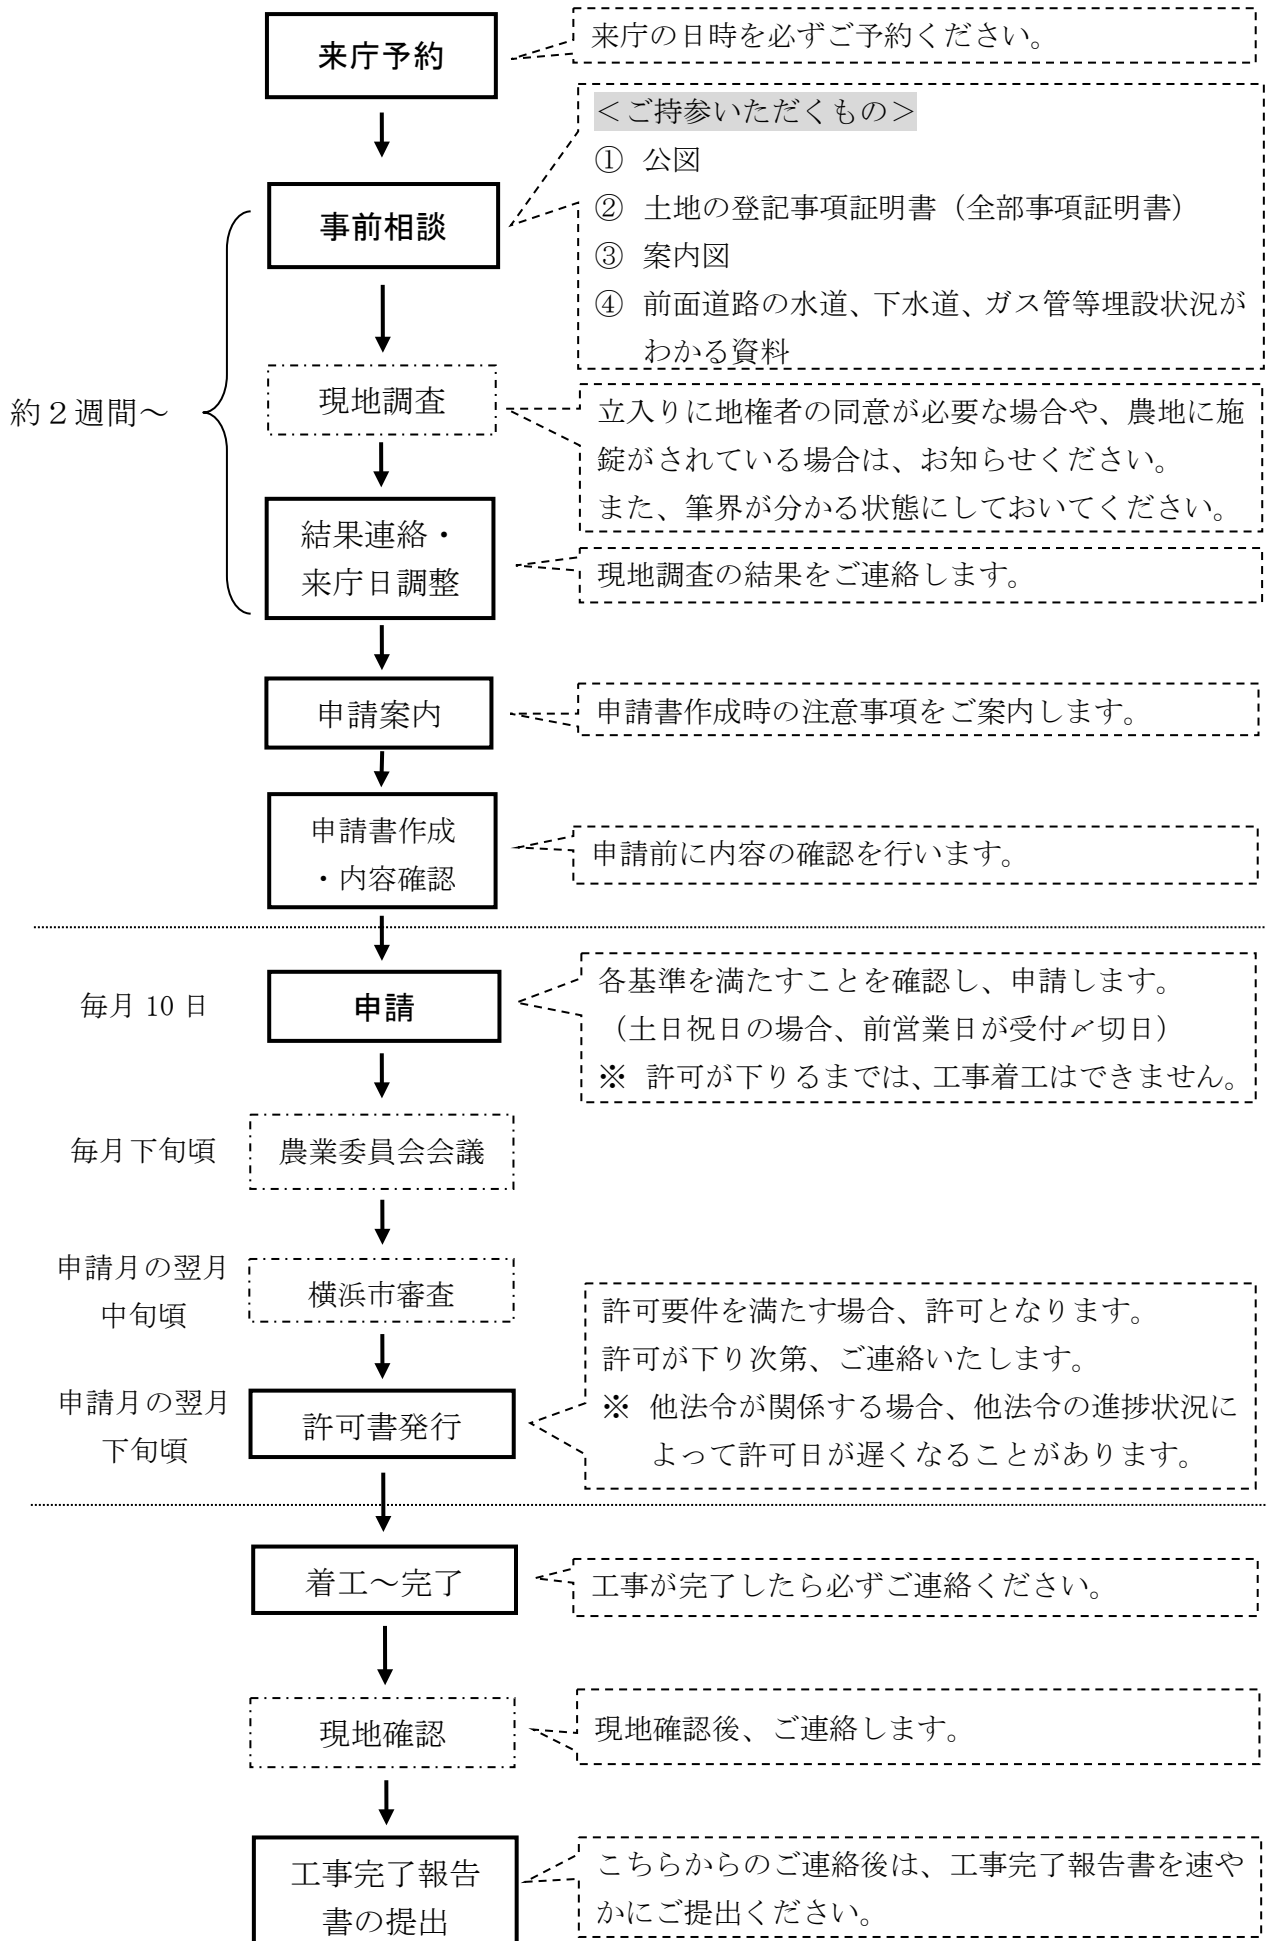 来庁予約
来庁の日時を必ずご予約ください。
＜ご持参いただくもの＞
① 公図
② 土地の登記事項証明書（全部事項証明書）
③ 案内図
④ 前面道路の水道、下水道、ガス管等埋設状況が
わかる資料
事前相談
約２週間～
現地調査
立入りに地権者の同意が必要な場合や、農地に施
錠がされている場合は、お知らせください。
また、筆界が分かる状態にしておいてください。
結果連絡・
来庁日調整
現地調査の結果をご連絡します。
申請案内
申請書作成時の注意事項をご案内します。
申請書作成
・内容確認
申請前に内容の確認を行います。
毎月 10 日
申請
各基準を満たすことを確認し、申請します。
（土日祝日の場合、前営業日が受付〆切日）
※ 許可が下りるまでは、工事着工はできません。
毎月下旬頃
農業委員会会議
申請月の翌月
中旬頃
横浜市審査
申請月の翌月
下旬頃
許可書発行
許可要件を満たす場合、許可となります。
許可が下り次第、ご連絡いたします。
※ 他法令が関係する場合、他法令の進捗状況に
よって許可日が遅くなることがあります。
着工～完了
工事が完了したら必ずご連絡ください。
現地確認
現地確認後、ご連絡します。
工事完了報告
書の提出
こちらからのご連絡後は、工事完了報告書を速や
かにご提出ください。